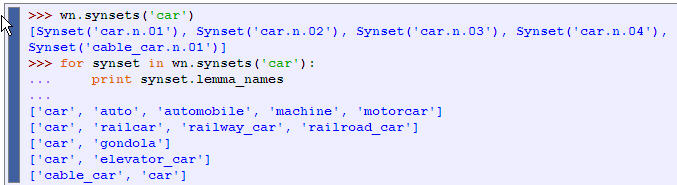 >>> wn.synsets('car')
[Synset('car.n.01'), Synset('car.n.02'), Synset('car.n.03'), Synset('car.n.04'),
Synset('cable_car.n.01')]
>>> for synset in wn.synsets('car'):
...     print synset.lemma_names
...
['car', 'auto', 'automobile', 'machine', 'motorcar']
['car', 'railcar', 'railway_car', 'railroad_car']
['car', 'gondola']
['car', 'elevator_car']
['cable_car', 'car']